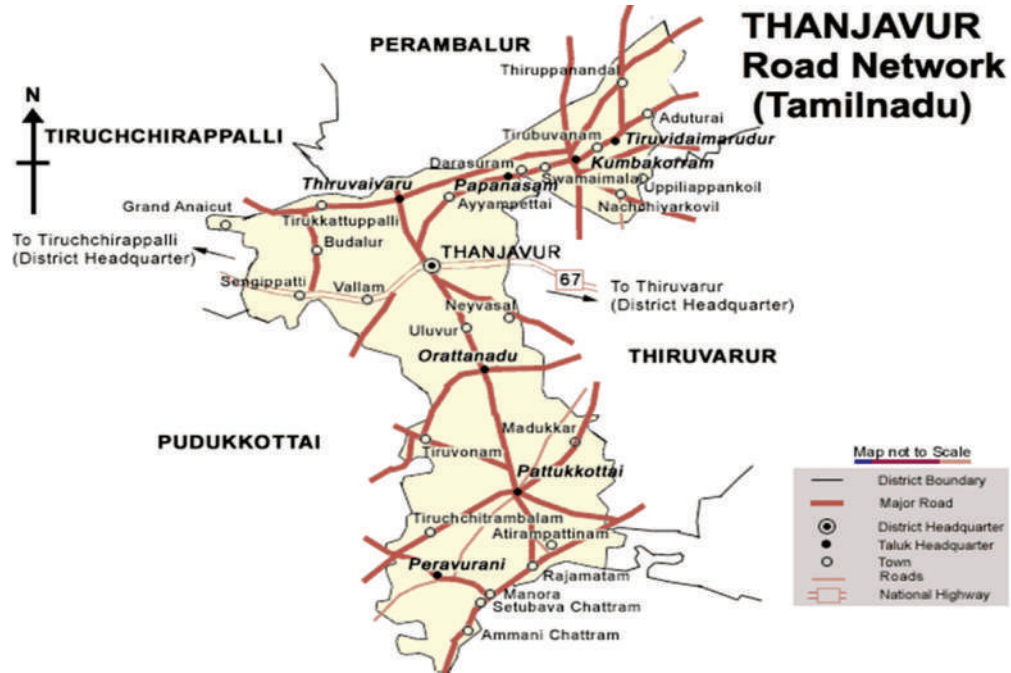 THANJAVUR
Road Network
(Tamilnadu)
PERAMBALUR
N
TIRUCHCHIRAPPALLI
Thiruppanandal
Aduturai
Tirubuvanam
Tiruvidaimarudur
Darasuram
Kumbakorram
Thiruvaivaru
Papanasam
Swamaimalai
Uppiliappankoil
Grand Anaicut
Ayyampettai
Nachchiyarkovil
Tirukkattuppalli
To Tiruchchirappalli
(District Headquarter)
Budalur
THANJAVUR
67
To Thiruvarur
(District Headquarter)
Sengippatti
Vallam
Neyvasal
Uluvur
Orattanadu
THIRUVARUR
PUDUKKOTTAI
Madukkar
Tiruvonam
Pattukkottai
Tiruchchitrambalam
Atirampattinam
Peravurani
Rajamatam
Manora
Setubava Chattram
Ammani Chattram
Map not to Scale
District Boundary
Major Road
District Headquarter
Taluk Headquarter
Town
Roads
National Highway